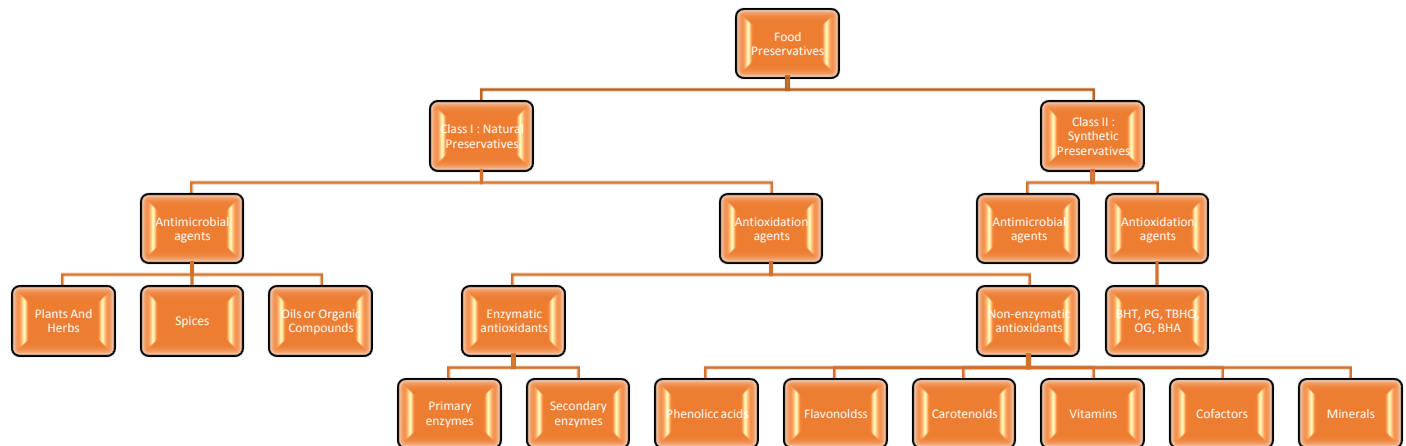 Food
Preservatives
Class I : Natural
Preservatives
Class II :
Synthetic
Preservatives
Antimicrobial
agents
Antioxidation
agents
Antimicrobial
agents
Antioxidation
agents
Plants And
Herbs
Spices
Oils or Organic
Compounds
Enzymatic
antioxidants
Non-enzymatic
antioxidants
BHT, PG, TBHQ,
OG, BHA
Primary
enzymes
Secondary
enzymes
Phenolicc acids
Flavonoldss
Carotenolds
Vitamins
Cofactors
Minerals